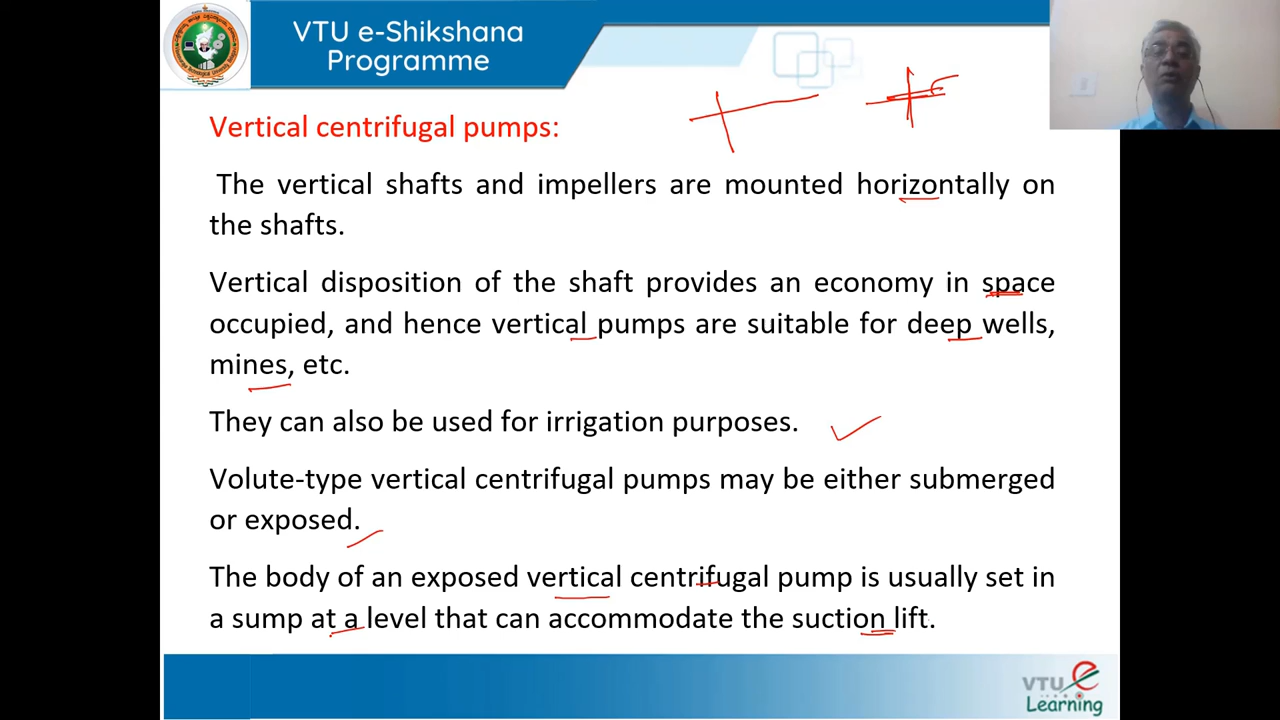 VTU e-Shikshana
Programme
Vertical centrifugal pumps:
The vertical shafts and impellers are mounted horizontally on
the shafts.
Vertical disposition of the shaft provides an economy in space
occupied, and hence vertical pumps are suitable for deep wells,
mines, etc.
They can also be used for irrigation purposes.
Volute-type vertical centrifugal pumps may be either submerged
or exposed.
The body of an exposed vertical centrifugal pump is usually set in
a sump at a level that can accommodate the suction lift.
VTU e
Learning